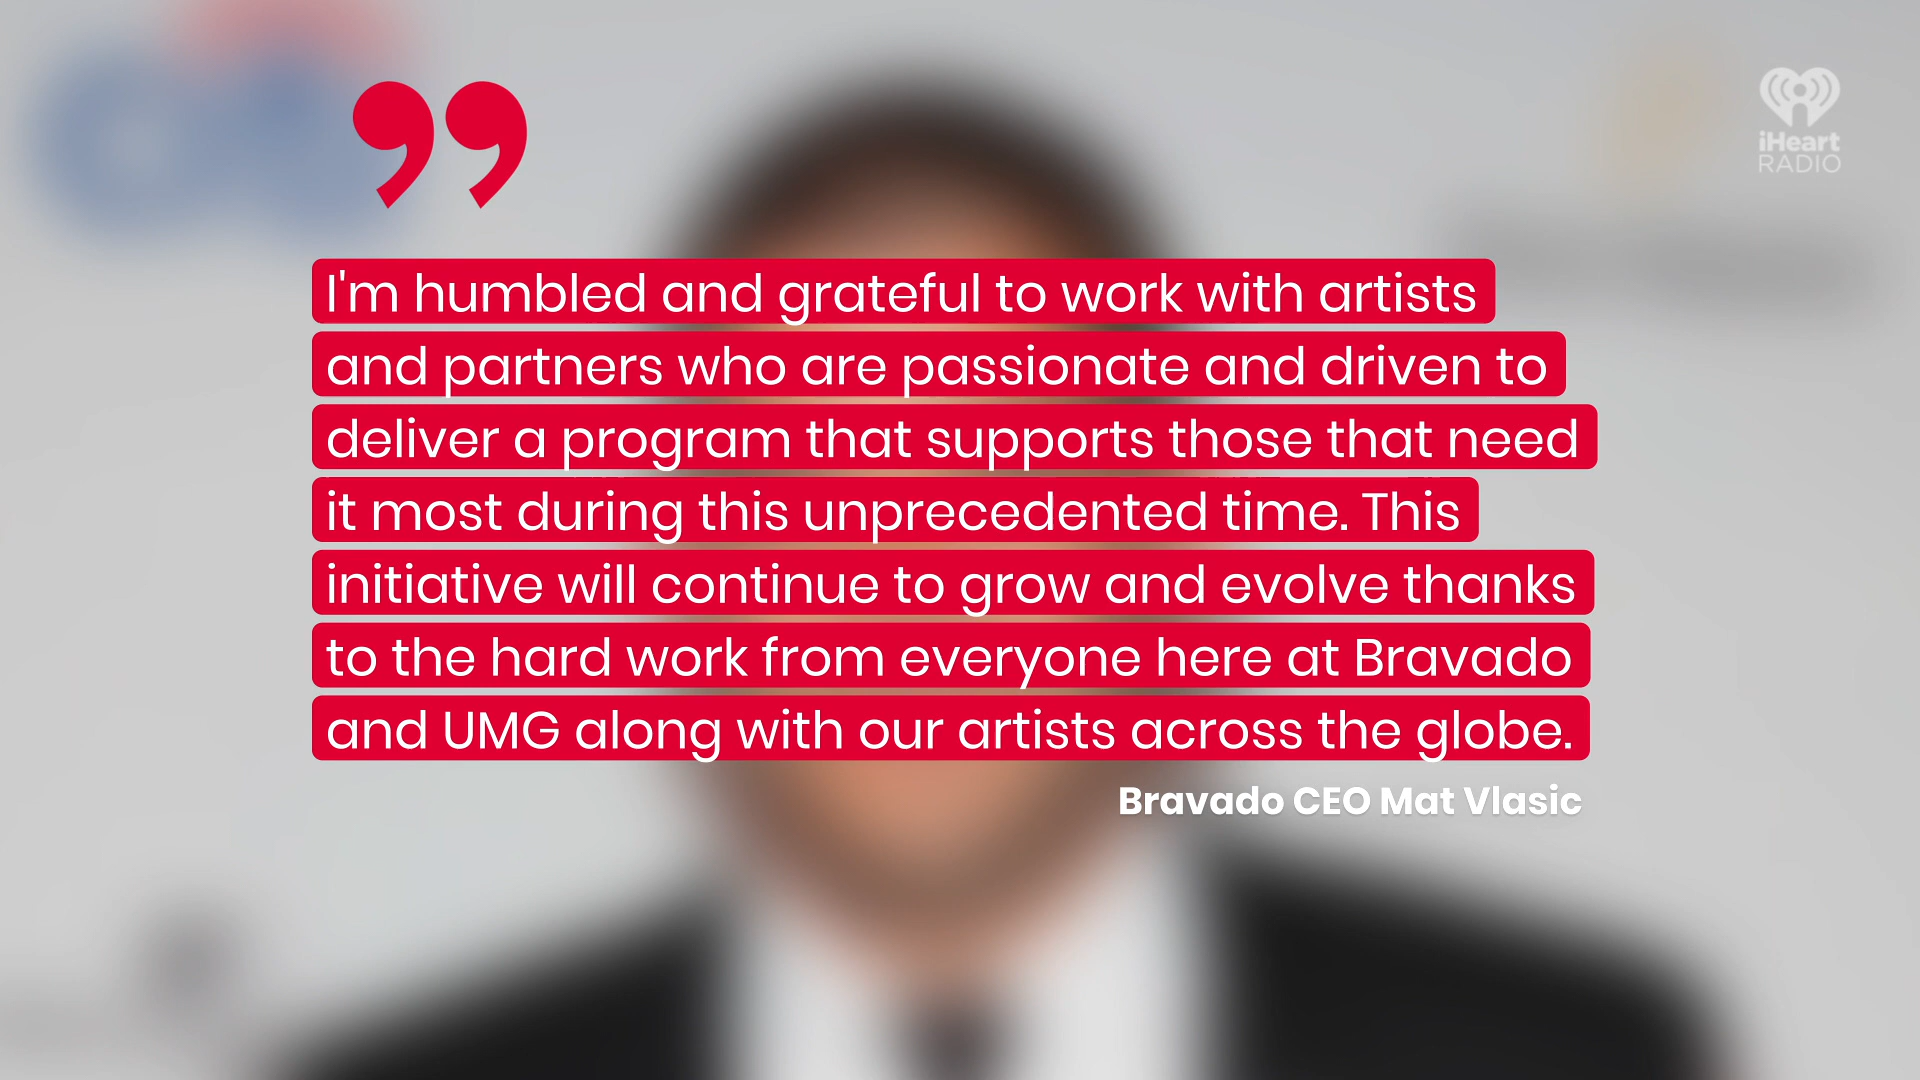 iHeart
RADIO
I'm humbled and grateful to work with artists
and partners who are passionate and driven to
deliver a program that supports those that need
it most during this unprecedented time. This
initiative will continue to grow and evolve thanks
to the hard work from everyone here at Bravado
and UMG along with our artists across the globe.
Bravado CEO Mat Vlasic